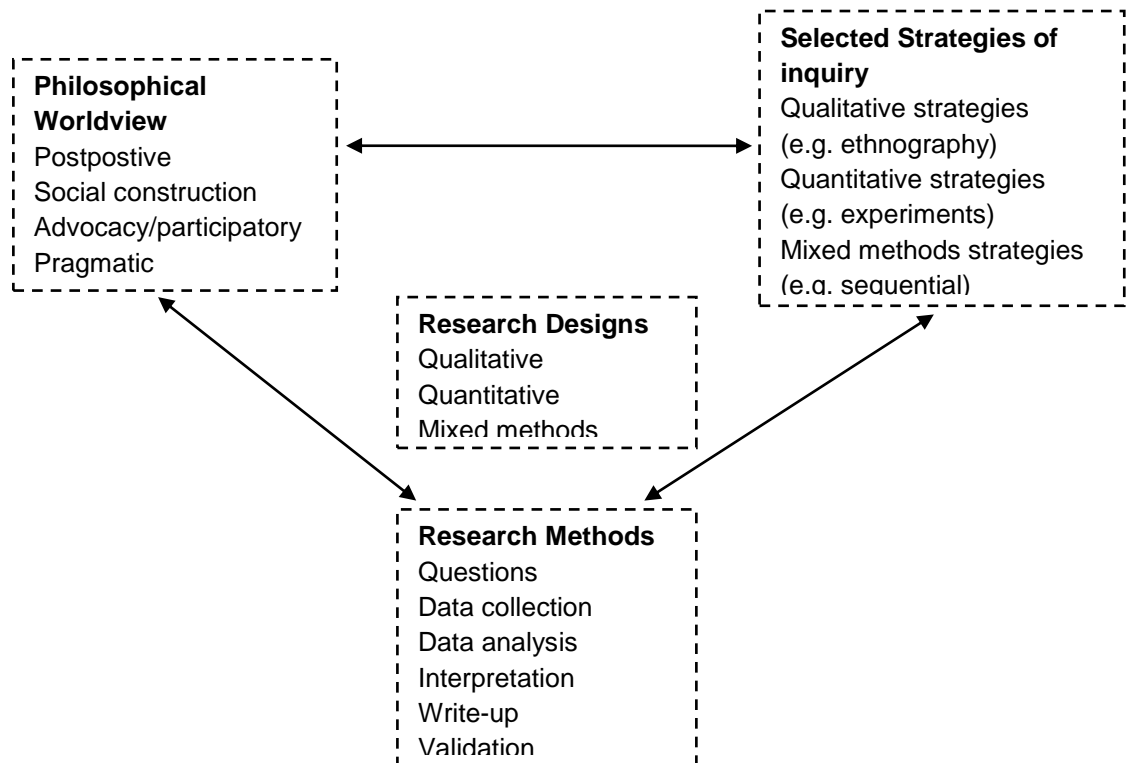 Philosophical
Worldview
Postpostive
Social construction
Advocacy/participatory
Pragmatic
Selected Strategies of
inquiry
Qualitative strategies
(e.g. ethnography)
Quantitative strategies
(e.g. experiments)
Mixed methods strategies
(e.g. sequential)
Research Designs
Qualitative
Quantitative
Mixed methods
Research Methods
Questions
Data collection
Data analysis
Interpretation
Write-up
Validation